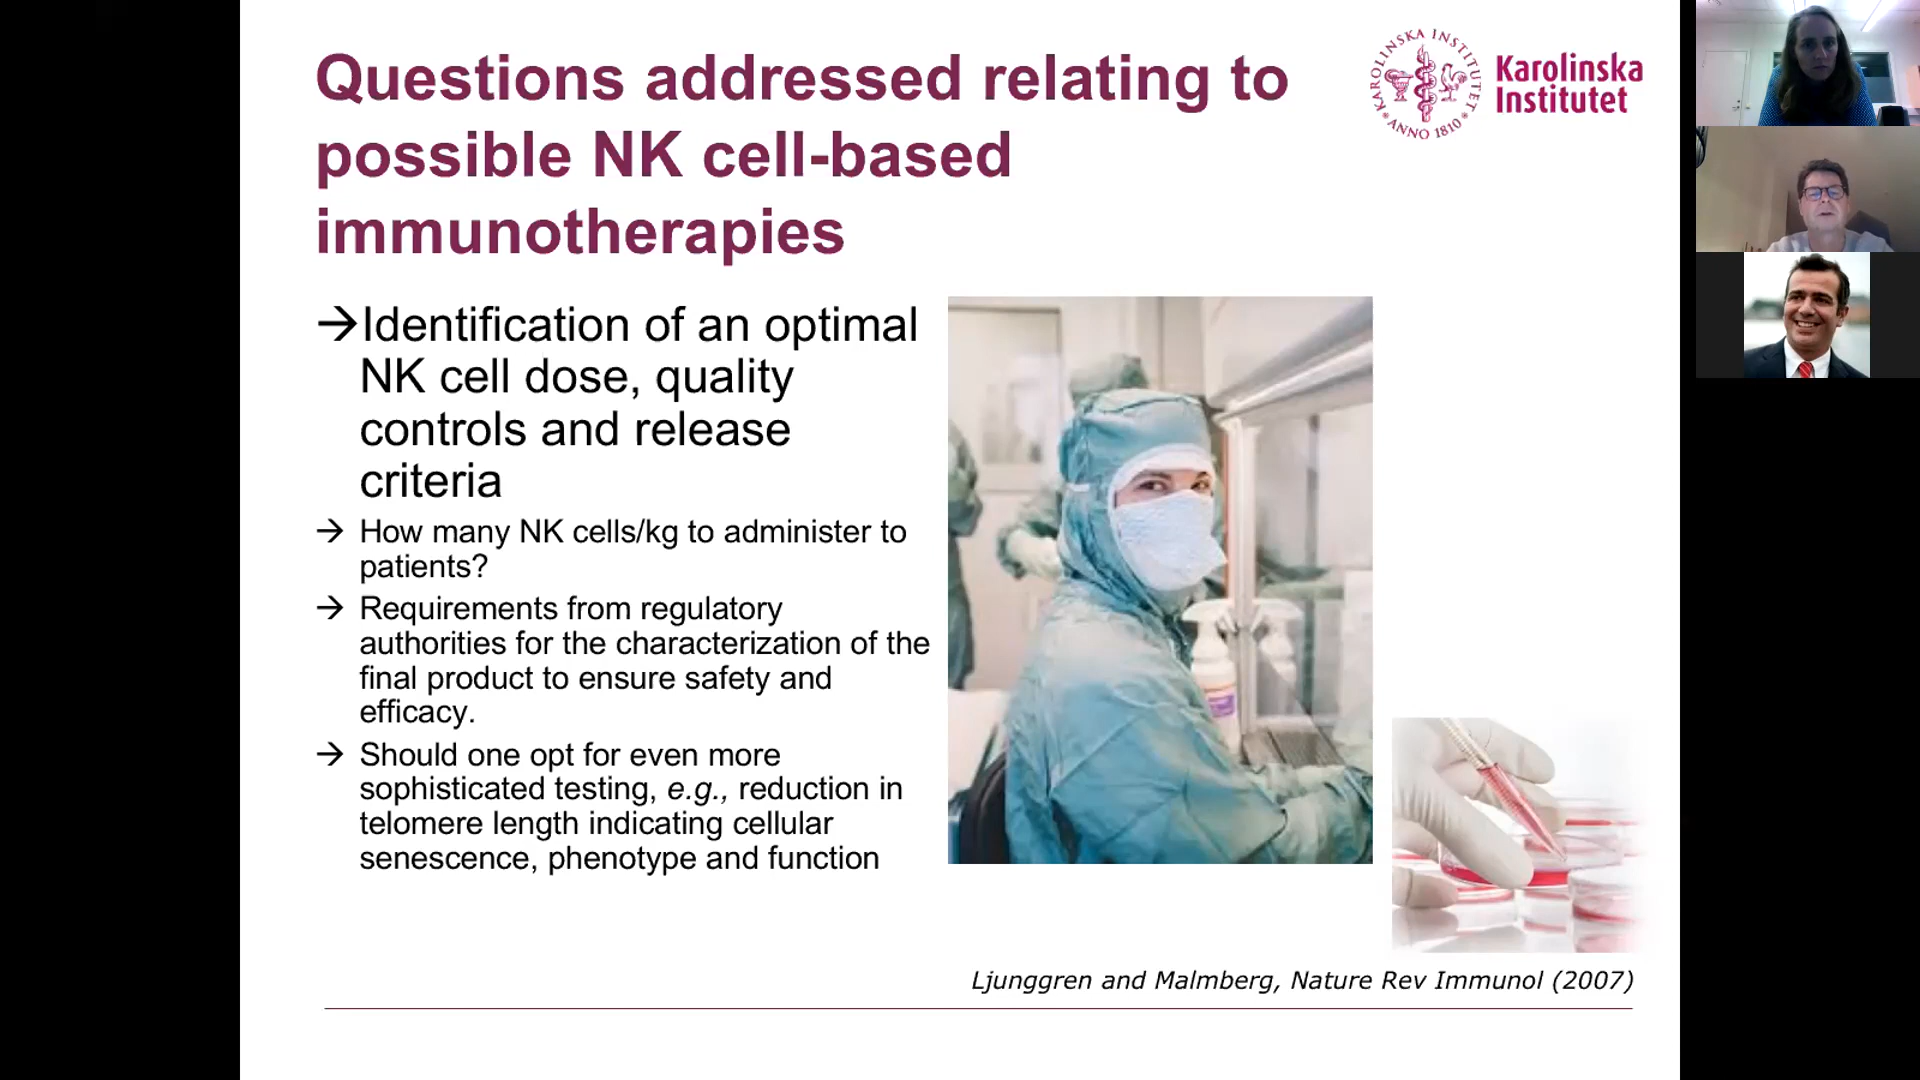 Questions addressed relating to
possible NK cell-based
immunotherapies
KAROLINSKA INSTITUTET
ANNO 1810
Karolinska
Institutet
→Identification of an optimal
NK cell dose, quality
controls and release
criteria
→ How many NK cells/kg to administer to
patients?
→ Requirements from regulatory
authorities for the characterization of the
final product to ensure safety and
efficacy.
→ Should one opt for even more
sophisticated testing, e.g., reduction in
telomere length indicating cellular
senescence, phenotype and function
Ljunggren and Malmberg, Nature Rev Immunol (2007)